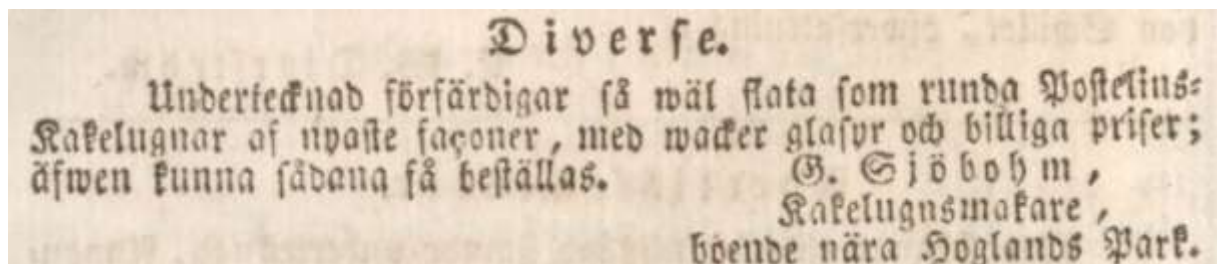 Diverse.
Undertecknad förfärdigar så wäl flata som runda Postelins-
Kakelugnar af nyaste façoner, med wacker glasyr och billiga priser;
äfwen kunna sådana få beställas.
G. Sjöbohm,
Kakelugnsmakare,
boende nära Hoglands Park.